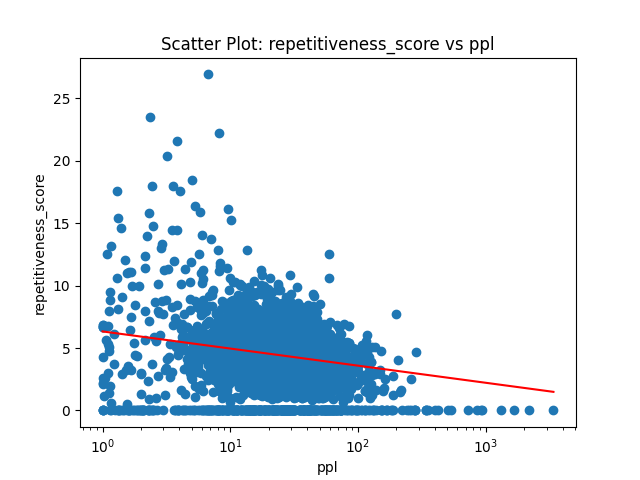 Scatter Plot: repetitiveness_score vs ppl
repetitiveness_score
25
20
15
10
5
0
10⁰ 10¹ 10² 10³
ppl